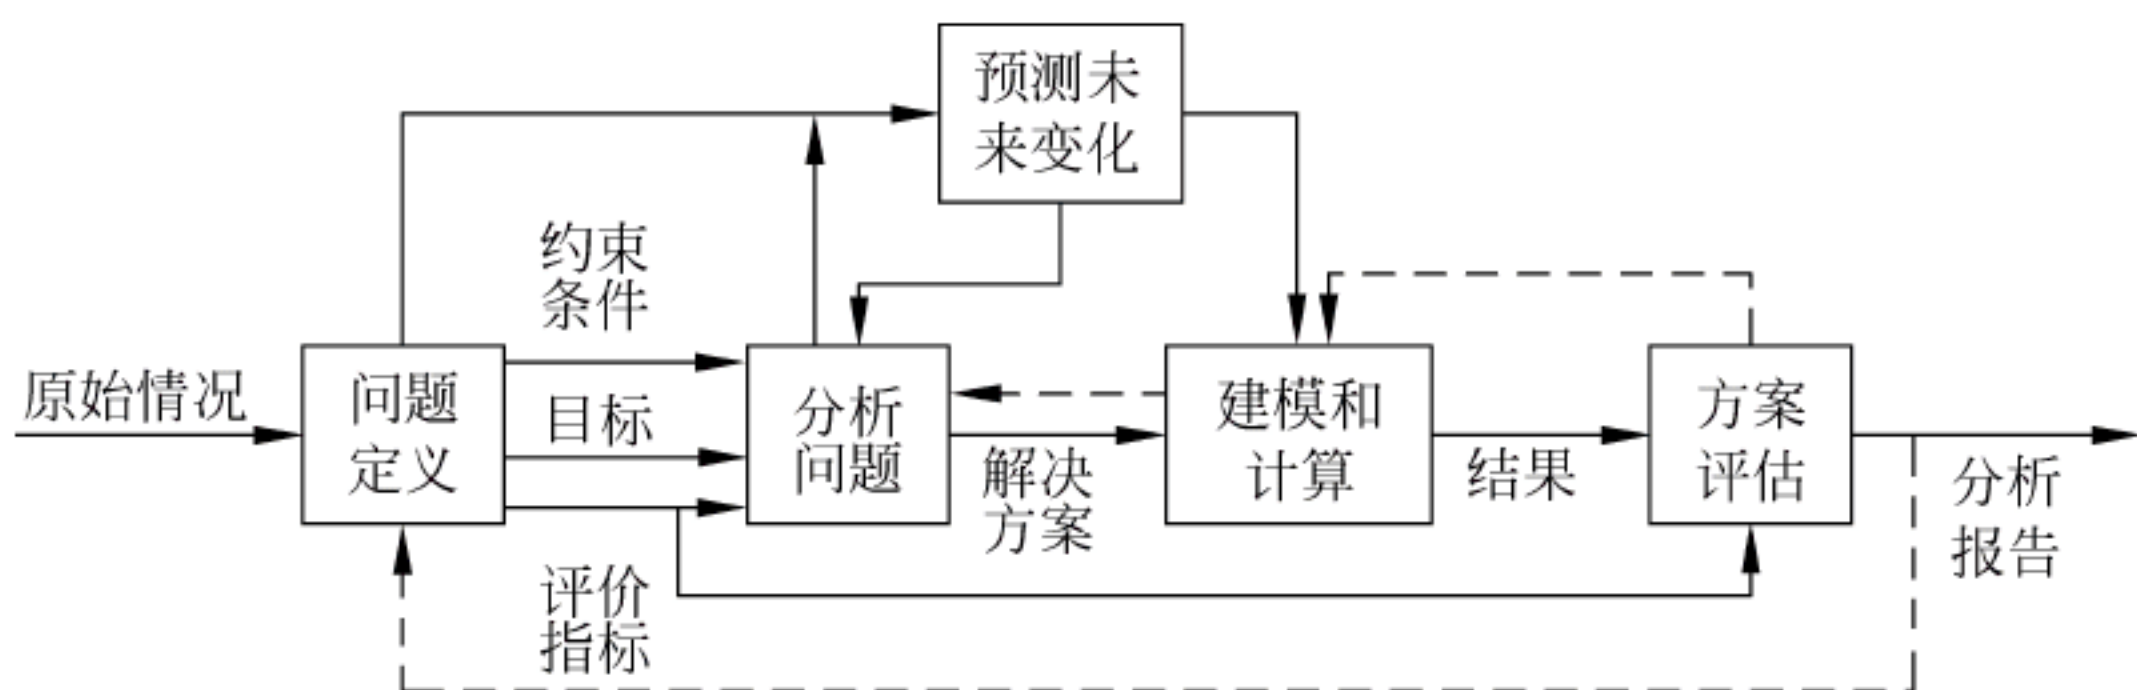 预测未
来变化
约束
条件
原始情况
问题
定义
目标
分析
问题
解决
方案
建模和
计算
结果
方案
评估
分析
报告
评价
指标